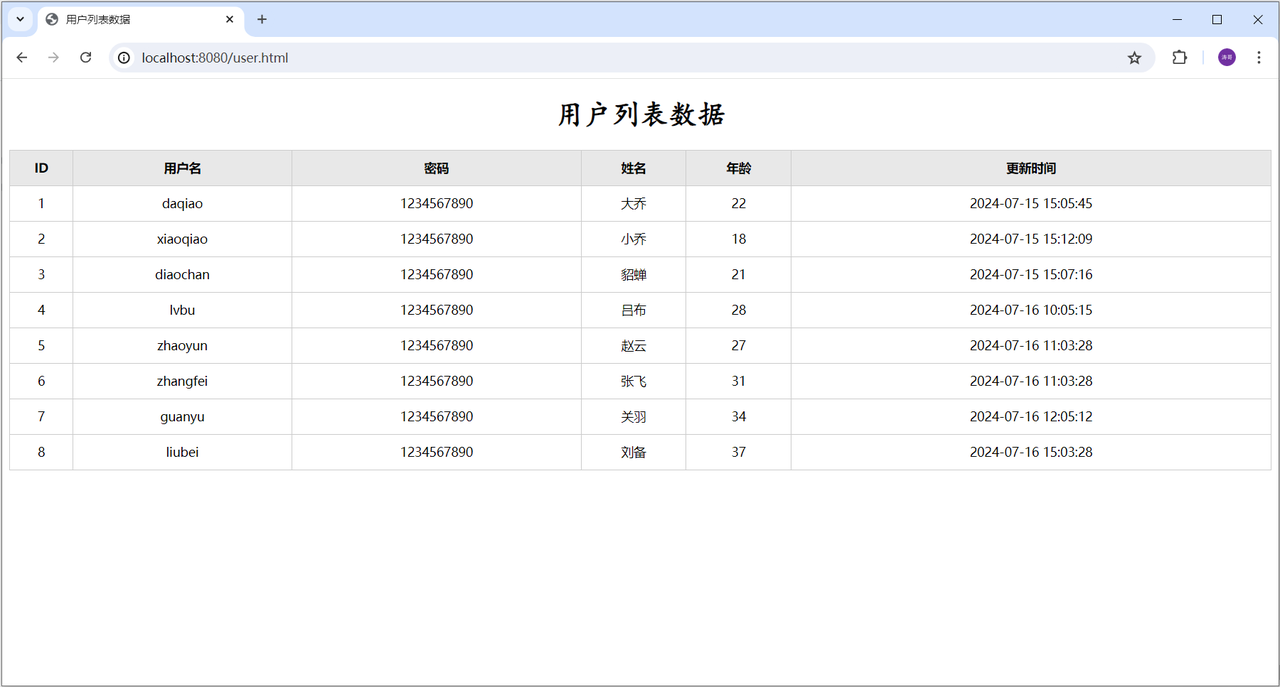 用户列表数据
localhost:8080/user.html
用户列表数据
ID 用户名 密码 姓名 年龄 更新时间
1 daqiao 1234567890 大乔 22 2024-07-15 15:05:45
2 xiaoqiao 1234567890 小乔 18 2024-07-15 15:12:09
3 diaochan 1234567890 貂蝉 21 2024-07-15 15:07:16
4 lvbu 1234567890 吕布 28 2024-07-16 10:05:15
5 zhaoyun 1234567890 赵云 27 2024-07-16 11:03:28
6 zhangfei 1234567890 张飞 31 2024-07-16 11:03:28
7 guanyu 1234567890 关羽 34 2024-07-16 12:05:12
8 liubei 1234567890 刘备 37 2024-07-16 15:03:28